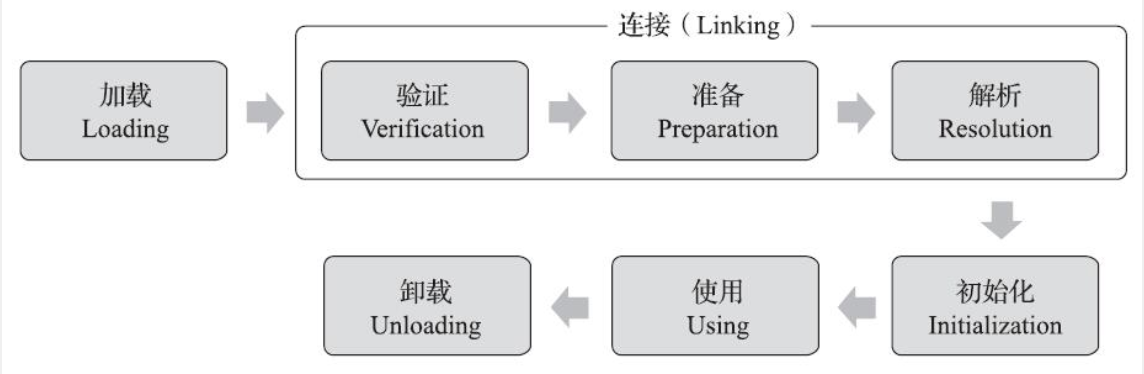 连接（Linking）
加载
Loading
验证
Verification
准备
Preparation
解析
Resolution
初始化
Initialization
使用
Using
卸载
Unloading